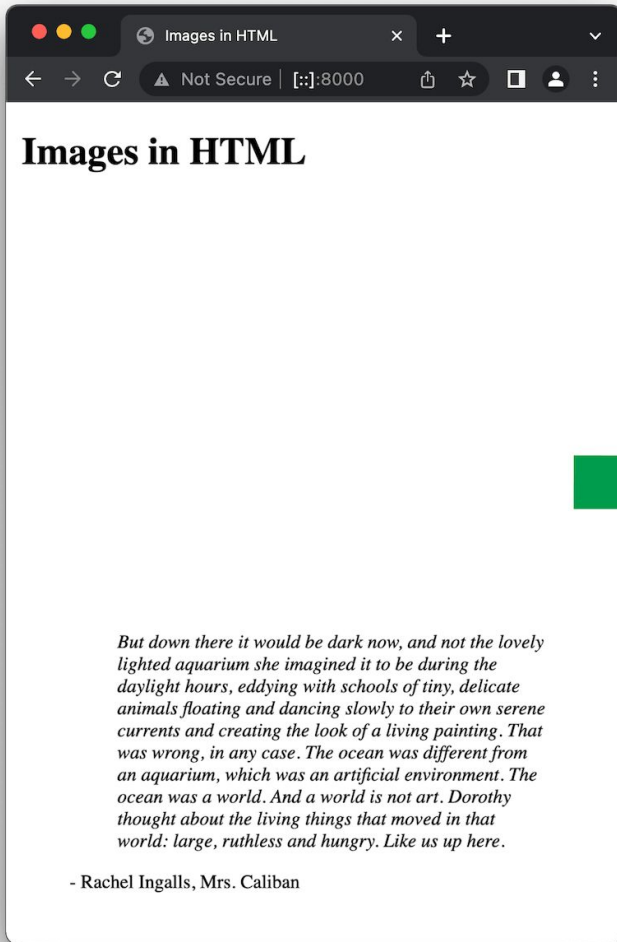 Images in HTML
Not Secure | [::]:8000
Images in HTML
But down there it would be dark now, and not the lovely
lighted aquarium she imagined it to be during the
daylight hours, eddying with schools of tiny, delicate
animals floating and dancing slowly to their own serene
currents and creating the look of a living painting. That
was wrong, in any case. The ocean was different from
an aquarium, which was an artificial environment. The
ocean was a world. And a world is not art. Dorothy
thought about the living things that moved in that
world: large, ruthless and hungry. Like us up here.
- Rachel Ingalls, Mrs. Caliban